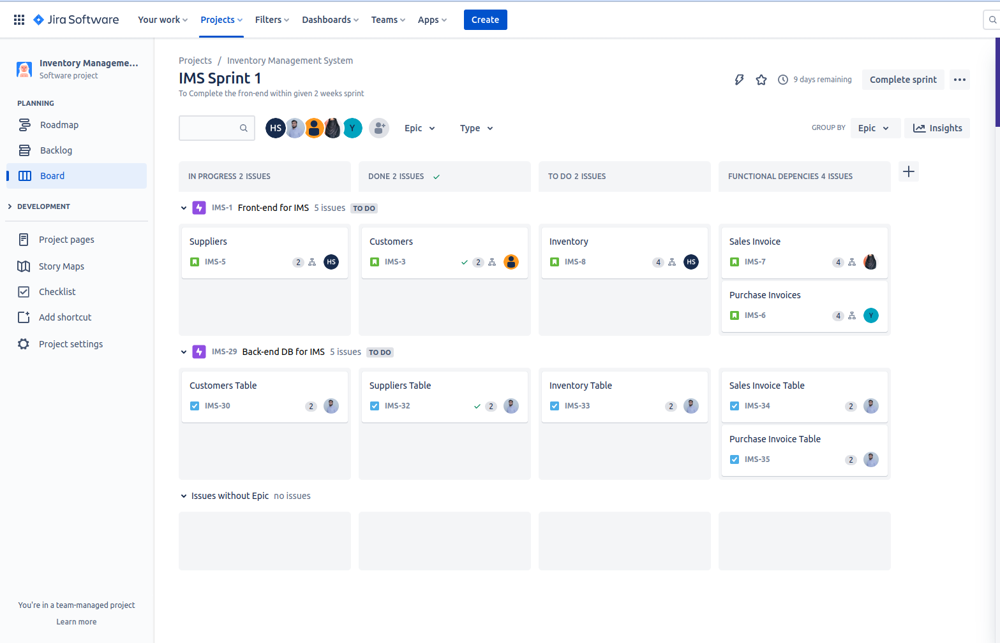 Jira Software
Your work
Projects
Filters
Dashboards
Teams
Apps
Create
Inventory Manageme...
Software project
PLANNING
Roadmap
Backlog
Board
DEVELOPMENT
Project pages
Story Maps
Checklist
Add shortcut
Project settings
You're in a team-managed project
Learn more
Projects / Inventory Management System
IMS Sprint 1
To Complete the fron-end within given 2 weeks sprint
9 days remaining
Complete sprint
HS
Y
Epic
Type
GROUP BY
Epic
Insights
IN PROGRESS 2 ISSUES
DONE 2 ISSUES
TO DO 2 ISSUES
FUNCTIONAL DEPENCIES 4 ISSUES
IMS-1 Front-end for IMS 5 issues TO DO
Suppliers
IMS-5 2 HS
Customers
IMS-3 2
Inventory
IMS-8 4 HS
Sales Invoice
IMS-7 4
Purchase Invoices
IMS-6 4 Y
IMS-29 Back-end DB for IMS 5 issues TO DO
Customers Table
IMS-30 2
Suppliers Table
IMS-32 2
Inventory Table
IMS-33 2
Sales Invoice Table
IMS-34 2
Purchase Invoice Table
IMS-35 2
Issues without Epic no issues